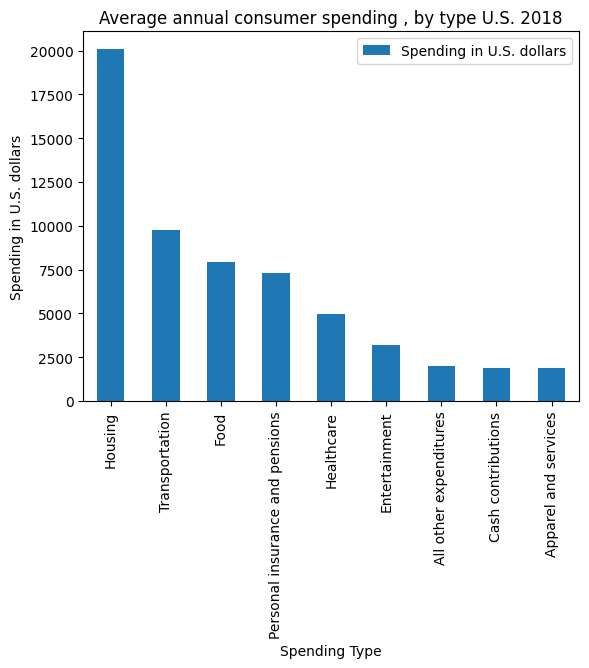 Average annual consumer spending , by type U.S. 2018
Spending in U.S. dollars
Spending in U.S. dollars
20000
17500
15000
12500
10000
7500
5000
2500
0
Housing
Transportation
Food
Personal insurance and pensions
Healthcare
Entertainment
All other expenditures
Cash contributions
Apparel and services
Spending Type